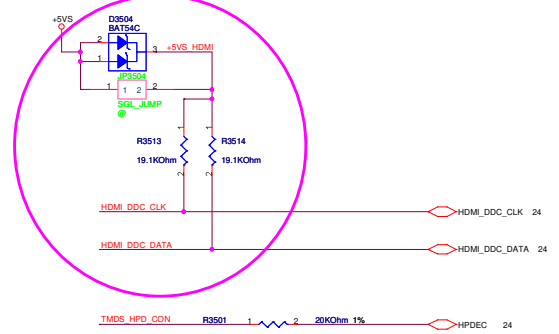 +5VS
D3504
BAT54C
2
1
3
+5VS_HDMI
JP3504
1
1 2
2
SGL_JUMP
@
1
1
R3513
R3514
19.1KOhm
19.1KOhm
2
2
HDMI_DDC_CLK
HDMI_DDC_CLK 24
HDMI_DDC_DATA
HDMI_DDC_DATA 24
TMDS_HPD_CON R3501 1 2 20KOhm 1% HPDEC 24